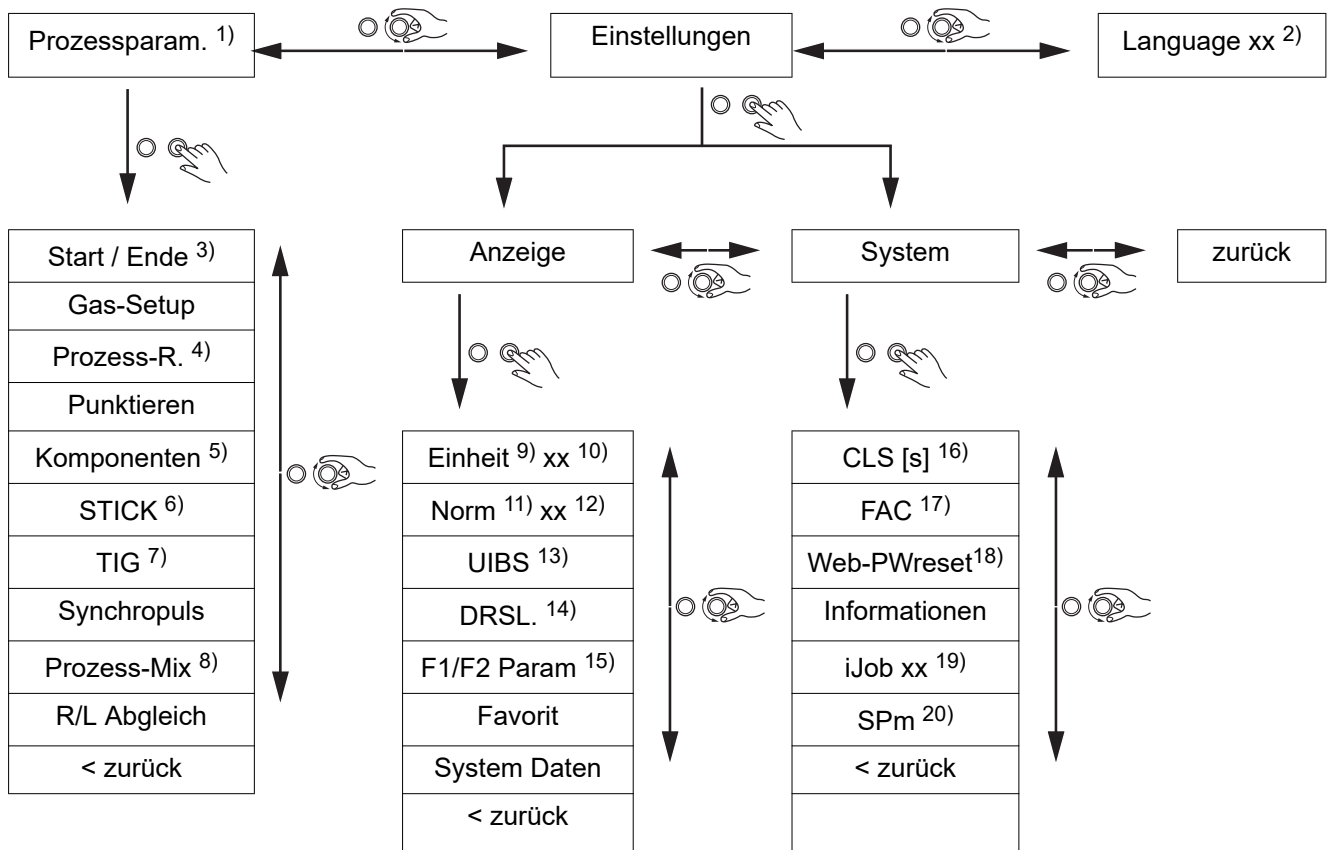 Prozessparam. 1)
Einstellungen
Language xx 2)
Start / Ende 3)
Gas-Setup
Prozess-R. 4)
Punktieren
Komponenten 5)
STICK 6)
TIG 7)
Synchropuls
Prozess-Mix 8)
R/L Abgleich
< zurück
Anzeige
Einheit 9) xx 10)
Norm 11) xx 12)
UIBS 13)
DRSL. 14)
F1/F2 Param 15)
Favorit
System Daten
< zurück
System
CLS [s] 16)
FAC 17)
Web-PWreset18)
Informationen
iJob xx 19)
SPm 20)
< zurück
zurück